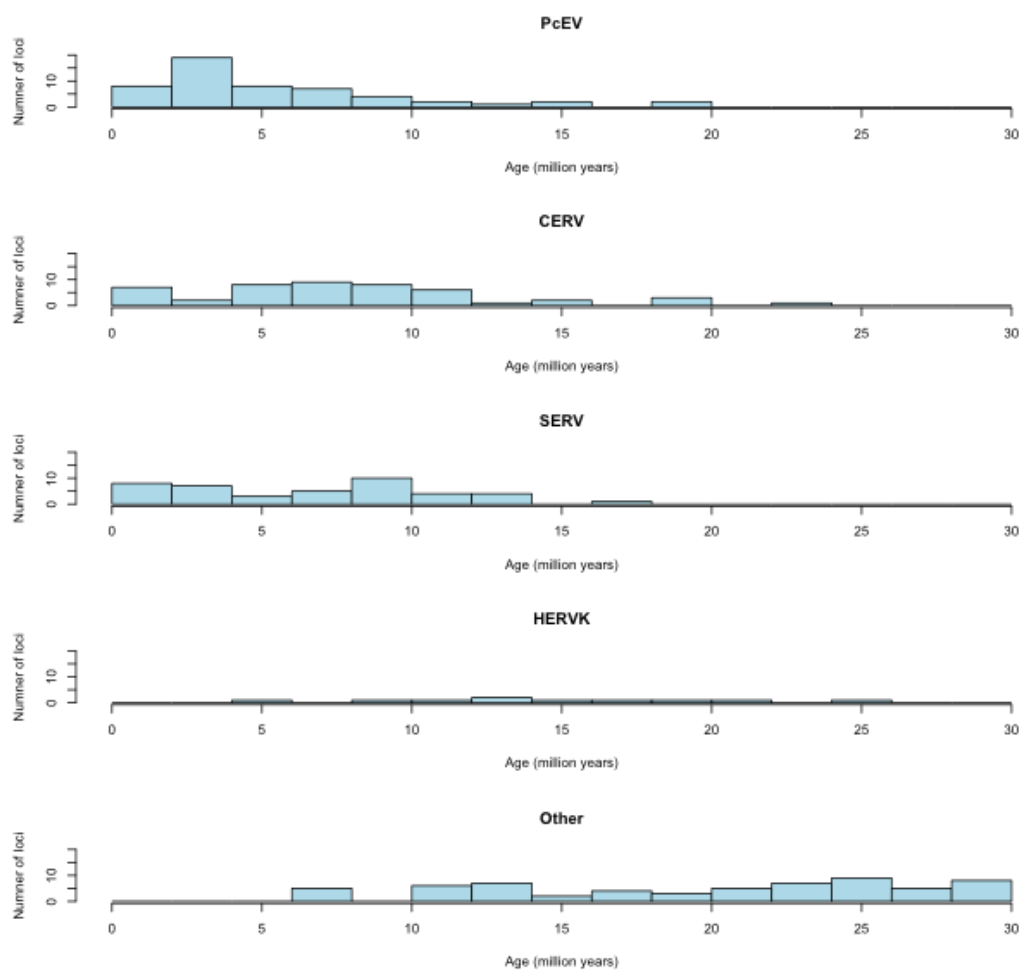 PcEV
Numner of loci
0 10
0 5 10 15 20 25 30
Age (million years)
CERV
Numner of loci
0 10
0 5 10 15 20 25 30
Age (million years)
SERV
Numner of loci
0 10
0 5 10 15 20 25 30
Age (million years)
HERVK
Numner of loci
0 10
0 5 10 15 20 25 30
Age (million years)
Other
Numner of loci
0 10
0 5 10 15 20 25 30
Age (million years)